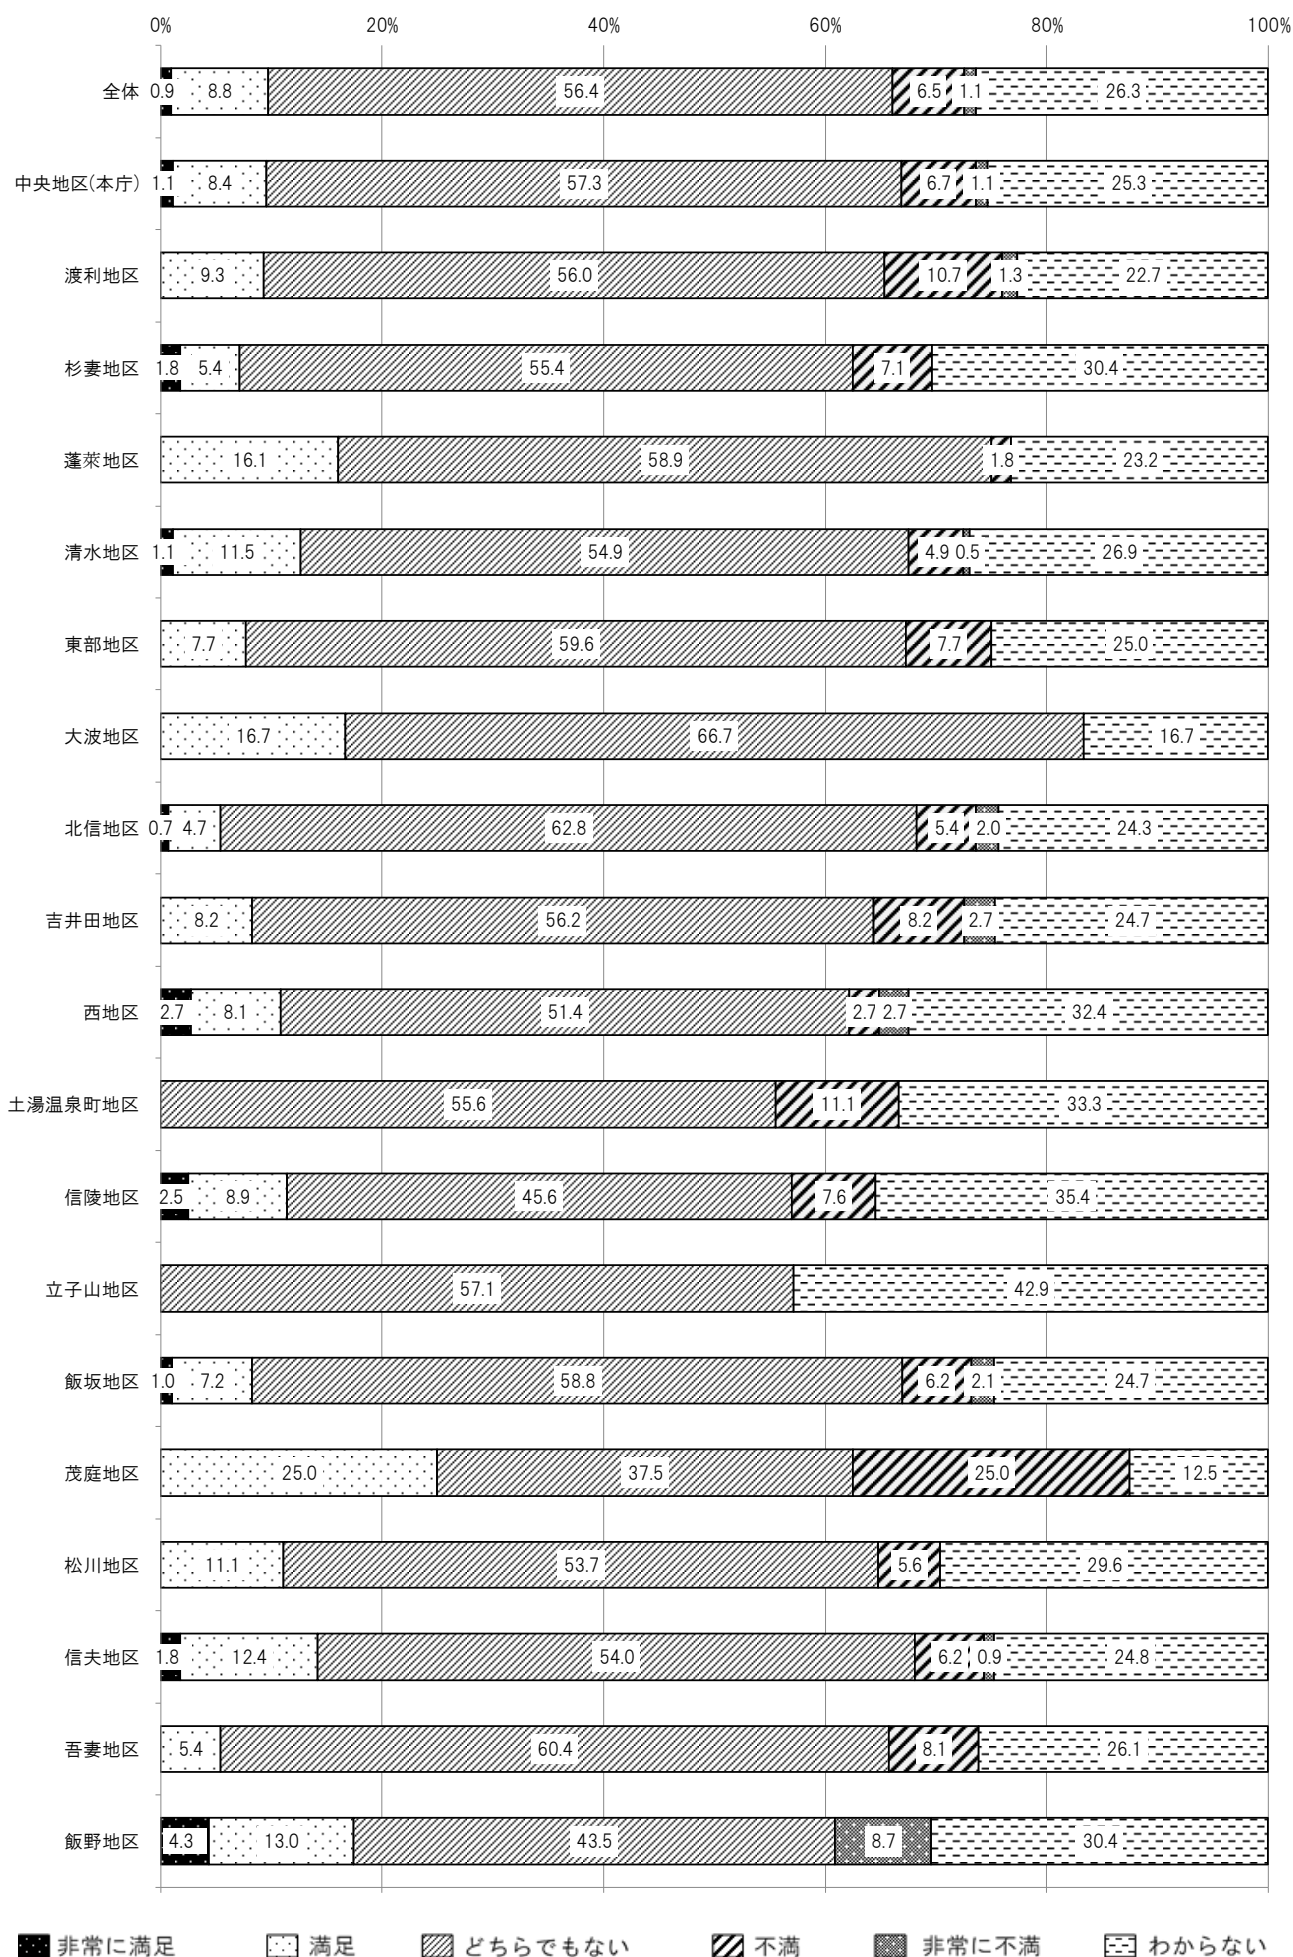 0% 20% 40% 60% 80% 100%
全体 0.9 8.8 56.4 6.5 1.1 26.3
中央地区(本庁) 1.1 8.4 57.3 6.7 1.1 25.3
渡利地区 9.3 56.0 10.7 1.3 22.7
杉妻地区 1.8 5.4 55.4 7.1 30.4
蓬萊地区 16.1 58.9 1.8 23.2
清水地区 1.1 11.5 54.9 4.9 0.5 26.9
東部地区 7.7 59.6 7.7 25.0
大波地区 16.7 66.7 16.7
北信地区 0.7 4.7 62.8 5.4 2.0 24.3
吉井田地区 8.2 56.2 8.2 2.7 24.7
西地区 2.7 8.1 51.4 2.7 2.7 32.4
土湯温泉町地区 55.6 11.1 33.3
信陵地区 2.5 8.9 45.6 7.6 35.4
立子山地区 57.1 42.9
飯坂地区 1.0 7.2 58.8 6.2 2.1 24.7
茂庭地区 25.0 37.5 25.0 12.5
松川地区 11.1 53.7 5.6 29.6
信夫地区 1.8 12.4 54.0 6.2 0.9 24.8
吾妻地区 5.4 60.4 8.1 26.1
飯野地区 4.3 13.0 43.5 8.7 30.4
非常に満足 満足 どちらでもない 不満 非常に不満 わからない